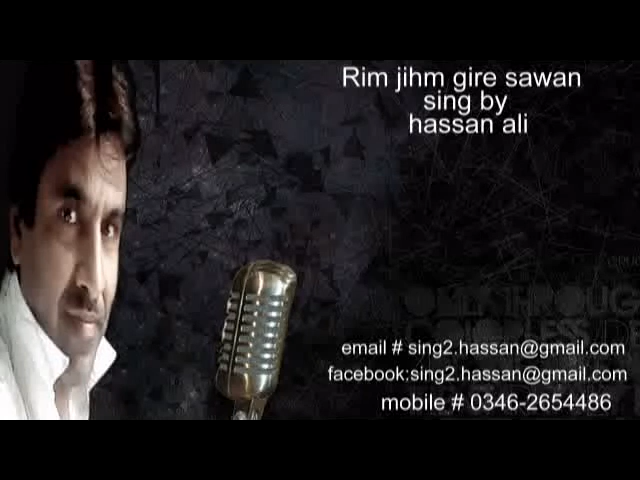 Rim jihm gire sawan
sing by
hassan ali
email # sing2.hassan@gmail.com
facebook;sing2.hassan@gmail.com
mobile # 0346-2654486